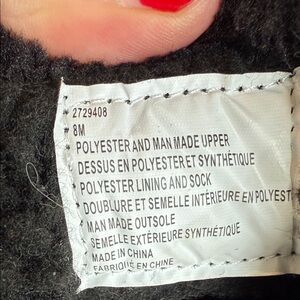 2729408
8M
POLYESTER AND MAN MADE UPPER
DESSUS EN POLYESTER ET SYNTHÉTIQUE
POLYESTER LINING AND SOCK
DOUBLURE ET SEMELLE INTÉRIEURE EN POLYEST
MAN MADE OUTSOLE
SEMELLE EXTÉRIEURE SYNTHÉTIQUE
MADE IN CHINA
FABRIQUÉ EN CHINE